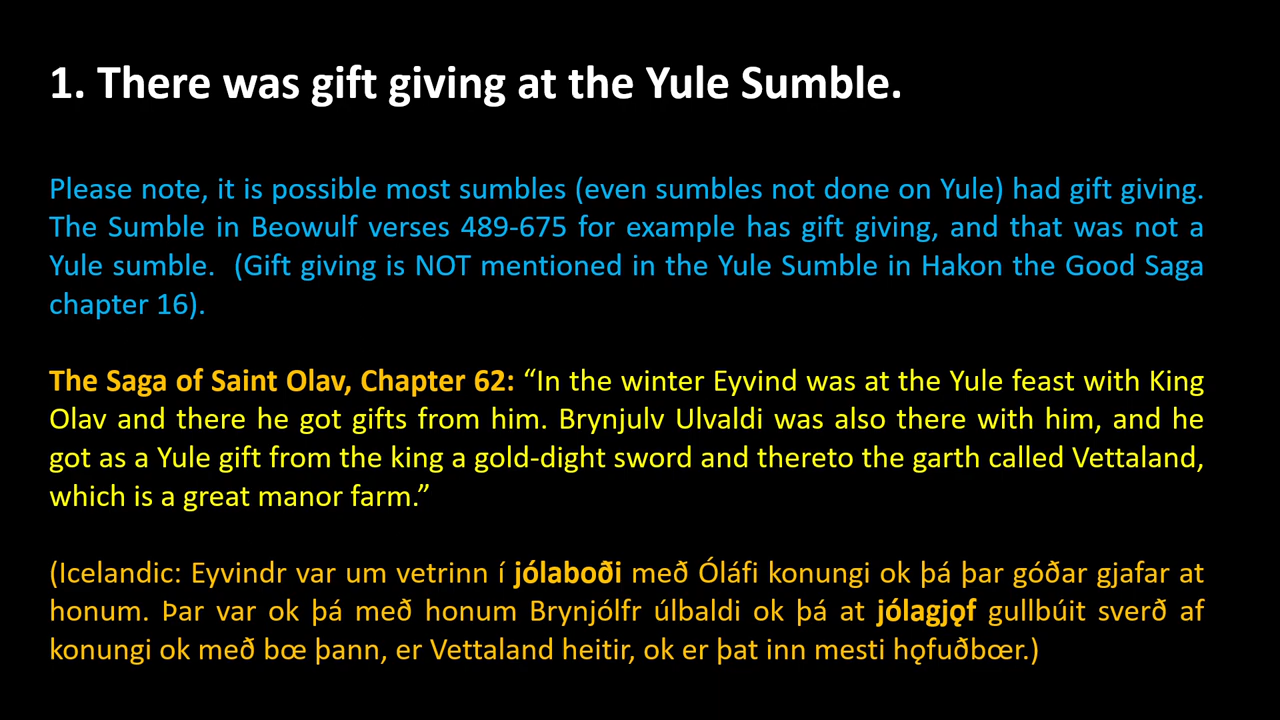 1. There was gift giving at the Yule Sumble.
Please note, it is possible most sumbles (even sumbles not done on Yule) had gift giving.
The Sumble in Beowulf verses 489-675 for example has gift giving, and that was not a
Yule sumble. (Gift giving is NOT mentioned in the Yule Sumble in Hakon the Good Saga
chapter 16).
The Saga of Saint Olav, Chapter 62: “In the winter Eyvind was at the Yule feast with King
Olav and there he got gifts from him. Brynjulv Ulvaldi was also there with him, and he
got as a Yule gift from the king a gold-dight sword and thereto the garth called Vettaland,
which is a great manor farm.”
(Icelandic: Eyvindr var um vetrinn í jólaboði með Óláfi konungi ok þá þar góðar gjafar at
honum. Þar var ok þá með honum Brynjólfr úlbaldi ok þá at jólagjǫf gullbúit sverð af
konungi ok með bœ þann, er Vettaland heitir, ok er þat inn mesti hǫfuðbœr.)